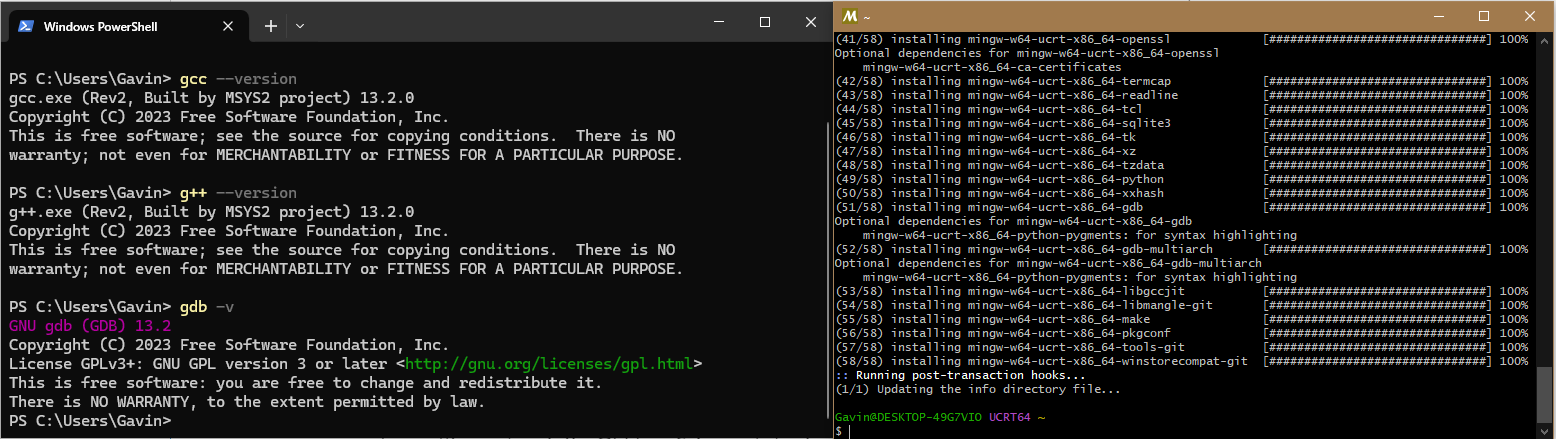 Windows PowerShell
PS C:\Users\Gavin> gcc --version
gcc.exe (Rev2, Built by MSYS2 project) 13.2.0
Copyright (C) 2023 Free Software Foundation, Inc.
This is free software; see the source for copying conditions.  There is NO
warranty; not even for MERCHANTABILITY or FITNESS FOR A PARTICULAR PURPOSE.
PS C:\Users\Gavin> g++ --version
g++.exe (Rev2, Built by MSYS2 project) 13.2.0
Copyright (C) 2023 Free Software Foundation, Inc.
This is free software; see the source for copying conditions.  There is NO
warranty; not even for MERCHANTABILITY or FITNESS FOR A PARTICULAR PURPOSE.
PS C:\Users\Gavin> gdb -v
GNU gdb (GDB) 13.2
Copyright (C) 2023 Free Software Foundation, Inc.
License GPLv3+: GNU GPL version 3 or later <http://gnu.org/licenses/gpl.html>
This is free software: you are free to change and redistribute it.
There is NO WARRANTY, to the extent permitted by law.
PS C:\Users\Gavin>
M ~
(41/58) installing mingw-w64-ucrt-x86_64-openssl [###############################] 100%
Optional dependencies for mingw-w64-ucrt-x86_64-openssl
    mingw-w64-ucrt-x86_64-ca-certificates
(42/58) installing mingw-w64-ucrt-x86_64-termcap [###############################] 100%
(43/58) installing mingw-w64-ucrt-x86_64-readline [###############################] 100%
(44/58) installing mingw-w64-ucrt-x86_64-tcl [###############################] 100%
(45/58) installing mingw-w64-ucrt-x86_64-sqlite3 [###############################] 100%
(46/58) installing mingw-w64-ucrt-x86_64-tk [###############################] 100%
(47/58) installing mingw-w64-ucrt-x86_64-xz [###############################] 100%
(48/58) installing mingw-w64-ucrt-x86_64-tzdata [###############################] 100%
(49/58) installing mingw-w64-ucrt-x86_64-python [###############################] 100%
(50/58) installing mingw-w64-ucrt-x86_64-xxhash [###############################] 100%
(51/58) installing mingw-w64-ucrt-x86_64-gdb [###############################] 100%
Optional dependencies for mingw-w64-ucrt-x86_64-gdb
    mingw-w64-ucrt-x86_64-python-pygments: for syntax highlighting
(52/58) installing mingw-w64-ucrt-x86_64-gdb-multiarch [###############################] 100%
Optional dependencies for mingw-w64-ucrt-x86_64-gdb-multiarch
    mingw-w64-ucrt-x86_64-python-pygments: for syntax highlighting
(53/58) installing mingw-w64-ucrt-x86_64-libgccjit [###############################] 100%
(54/58) installing mingw-w64-ucrt-x86_64-libmangle-git [###############################] 100%
(55/58) installing mingw-w64-ucrt-x86_64-make [###############################] 100%
(56/58) installing mingw-w64-ucrt-x86_64-pkgconf [###############################] 100%
(57/58) installing mingw-w64-ucrt-x86_64-tools-git [###############################] 100%
(58/58) installing mingw-w64-ucrt-x86_64-winstorecompat-git [###############################] 100%
:: Running post-transaction hooks...
(1/1) Updating the info directory file...
Gavin@DESKTOP-49G7VIO UCRT64 ~
$